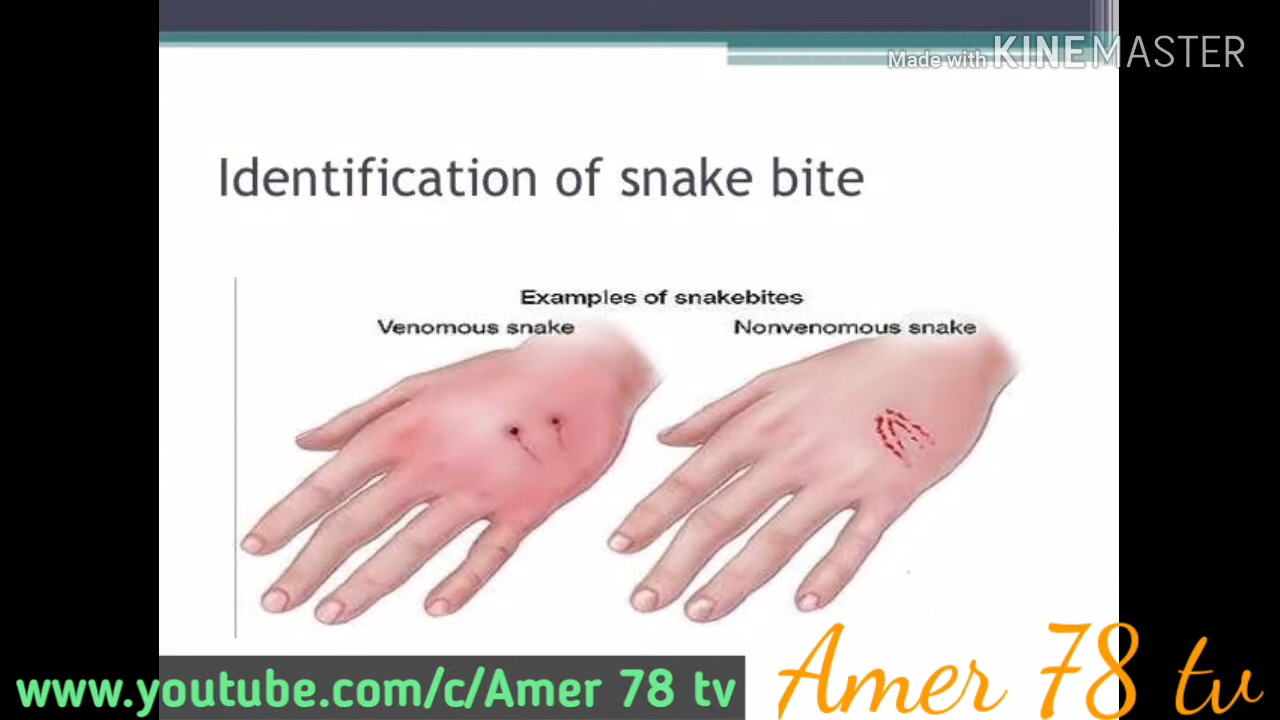 Made with KINEMASTER
Identification of snake bite
Examples of snakebites
Venomous snake
Nonvenomous snake
www.youtube.com/c/Amer 78 tv
Amer 78 tv